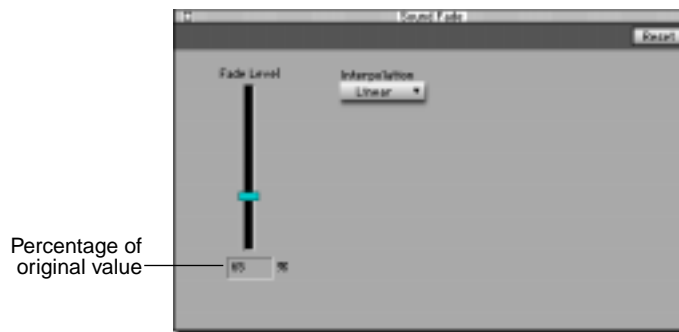 Sound Fade
Reset
Fade Level
Interpolation
Linear
Percentage of
original value
%